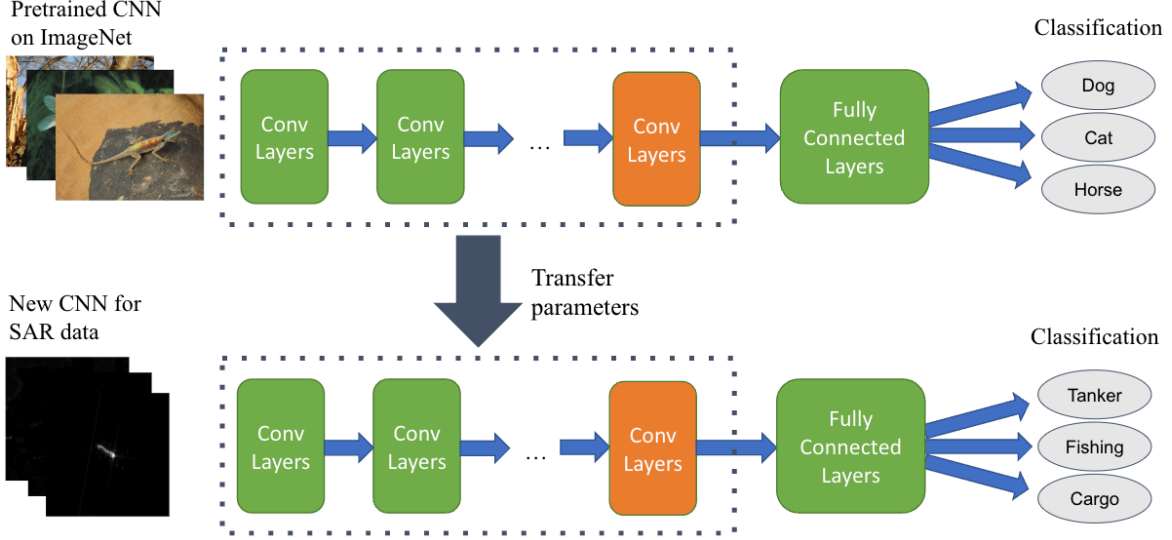 Pretrained CNN
on ImageNet
Classification
Conv
Layers
Conv
Layers
...
Conv
Layers
Fully
Connected
Layers
Dog
Cat
Horse
Transfer
parameters
New CNN for
SAR data
Classification
Conv
Layers
Conv
Layers
...
Conv
Layers
Fully
Connected
Layers
Tanker
Fishing
Cargo